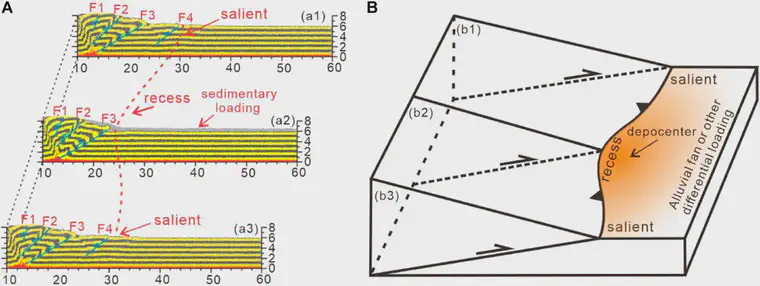 A
F1 F2 F3 F4
salient
(a1)
8
6
4
2
0
10 20 30 40 50 60
recess
sedimentary
loading
F1 F2 F3
(a2)
8
6
4
2
0
10 20 30 40 50 60
F1 F2 F3 F4
salient
(a3)
8
6
4
2
0
10 20 30 40 50 60
B
(b1)
salient
(b2)
recess
depocenter
Alluvial fan or other
differential loading
(b3)
salient